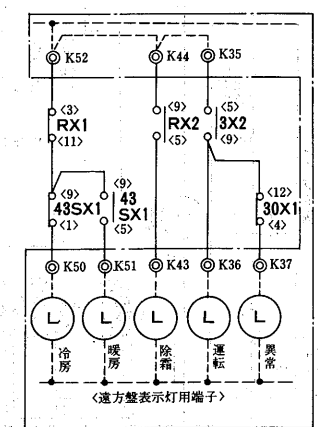 K52
K44
K35
<3>
RX1
<11>
<9>
RX2
<5>
<5>
3X2
<9>
<9>
43SX1
<1>
<9>
43
SX1
<5>
<12>
30X1
<4>
K50
K51
K43
K36
K37
L
L
L
L
L
冷房
暖房
除霜
運転
異常
〈遠方盤表示灯用端子〉